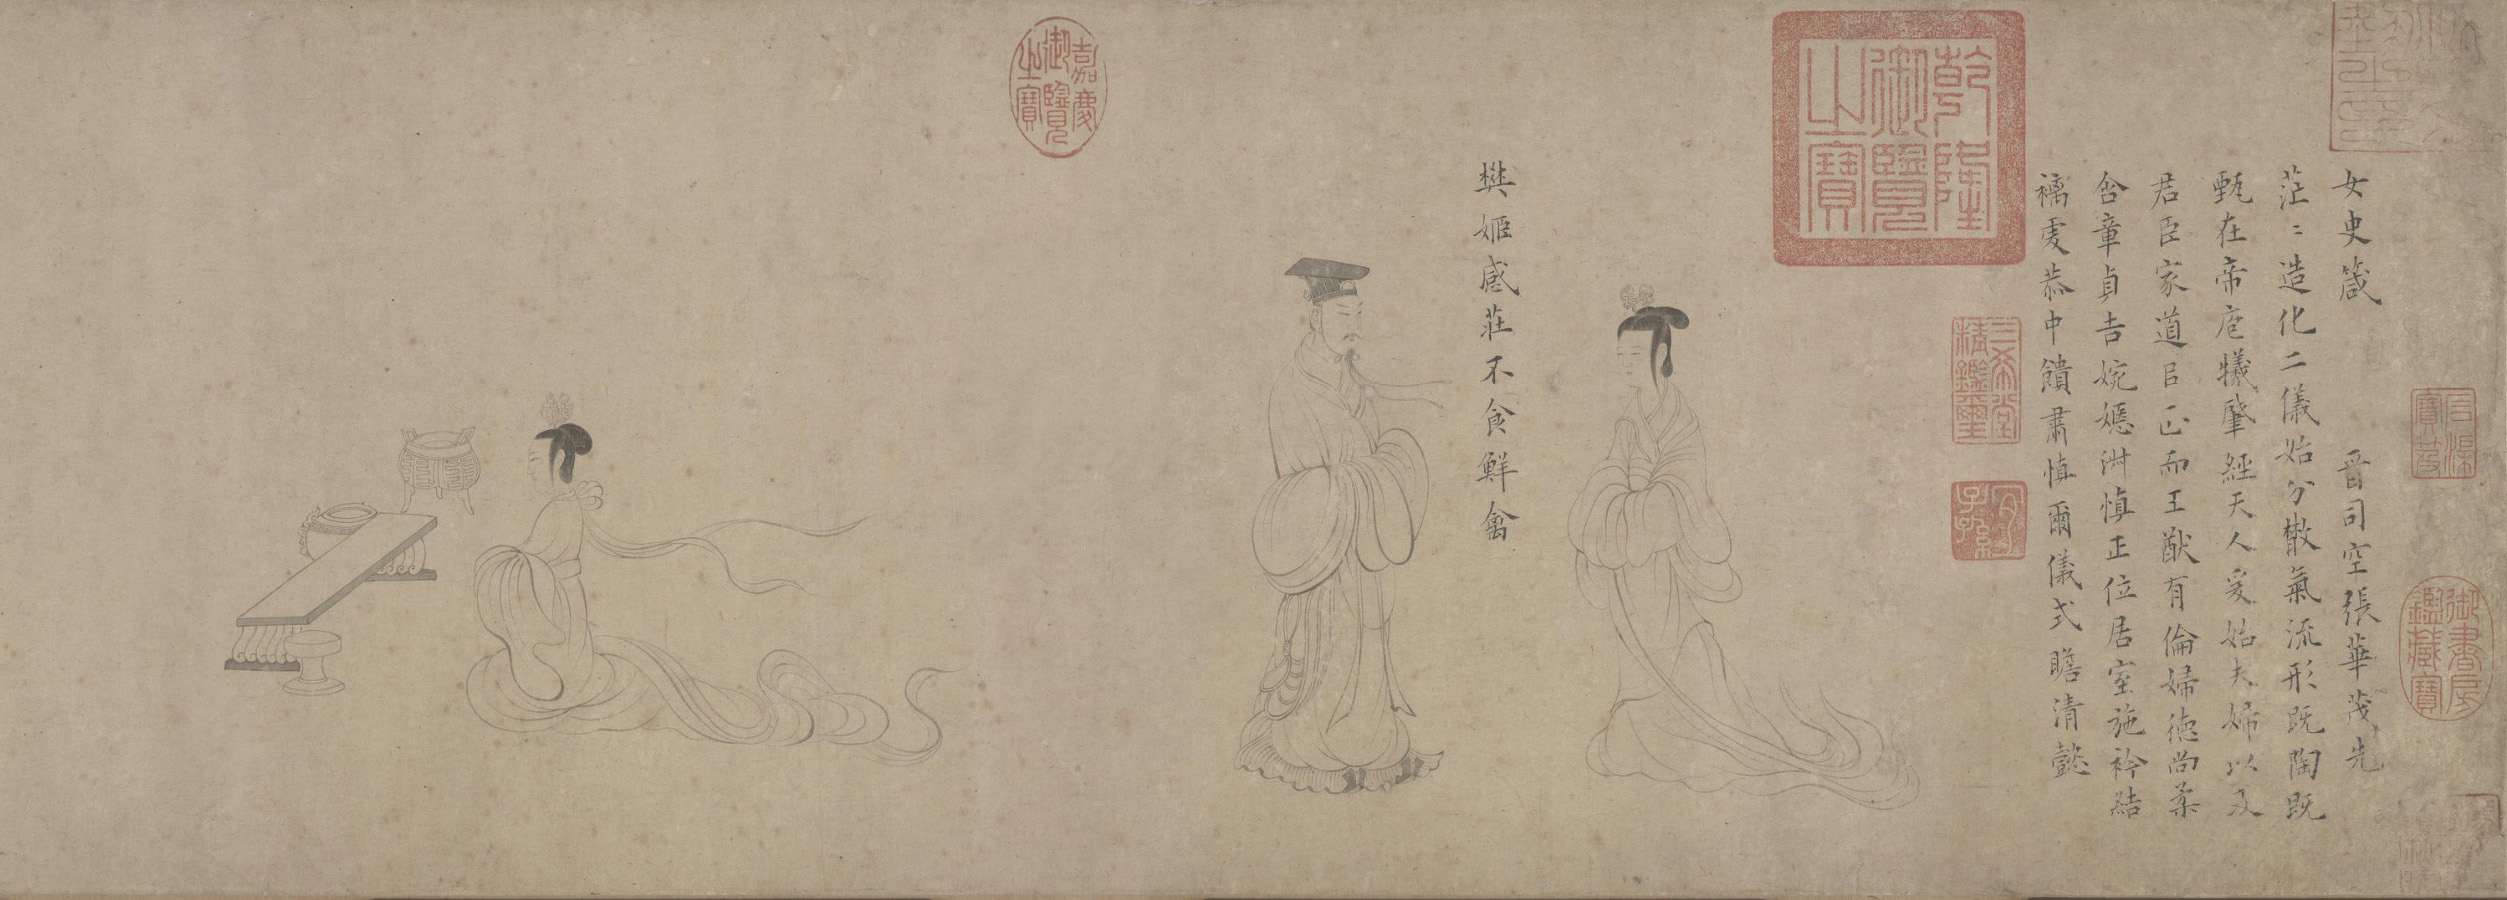 女史箴　晉司空張華茂先
茫〻造化二儀始分散氣流形既陶既
甄在帝庖犧肇經天人爰始夫婦以及
君臣家道㠯正而王猷有倫婦德尚柔
含章貞吉婉嫕淋慎正位居室施衿結
褵虔恭中饋肅慎爾儀式瞻清懿
樊姬感莊不食鮮禽
乾隆御覽之寶
三希堂精鑑璽
宜子孫
嘉慶御覽之寶
石渠寶笈
御書房鑑藏寶